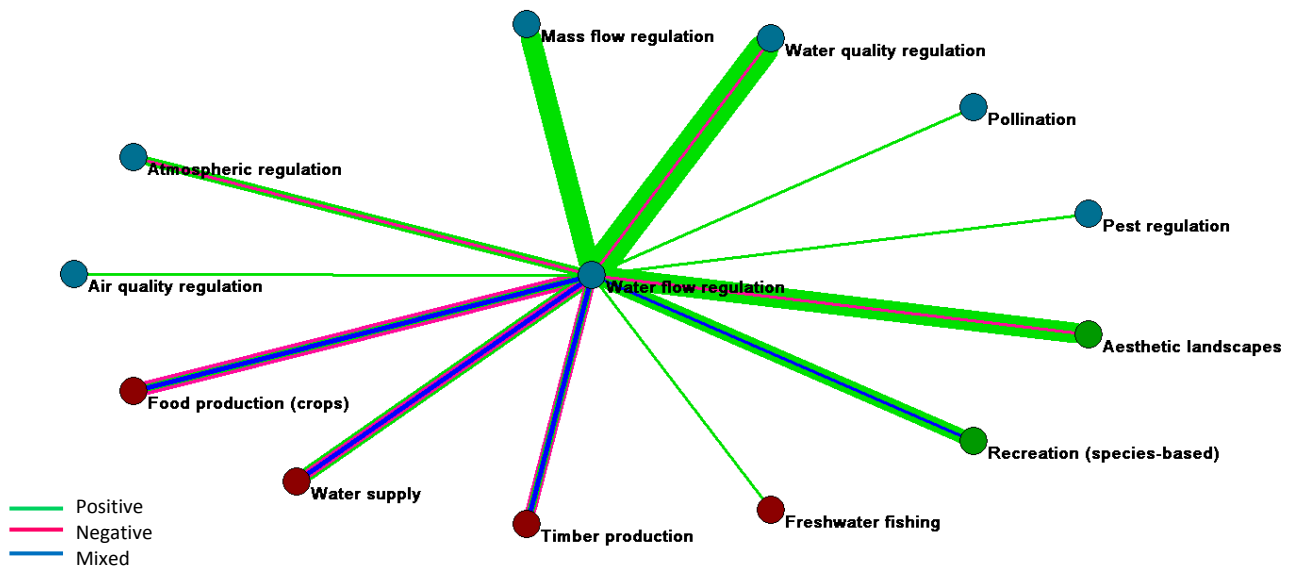 Mass flow regulation
Water quality regulation
Pollination
Atmospheric regulation
Pest regulation
Air quality regulation
Water flow regulation
Aesthetic landscapes
Food production (crops)
Recreation (species-based)
Water supply
Freshwater fishing
Timber production
Positive
Negative
Mixed